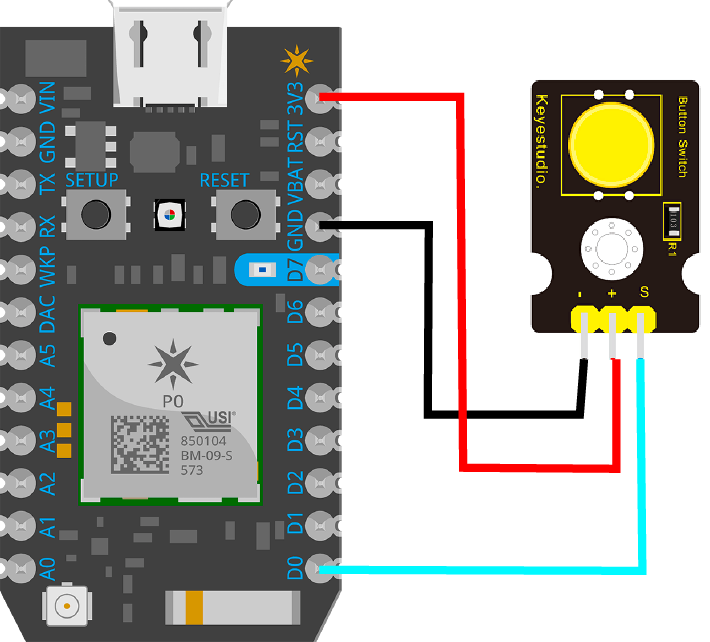 VIN
GND
TX
RX
WKP
DAC
A5
A4
A3
A2
A1
A0
SETUP
RESET
3V3
RST
VBAT
GND
D7
D6
D5
D4
D3
D2
D1
D0
P0
USI®
850104
BM-09-S
573
Keyestudio.
Button Switch
103
R1
- + S